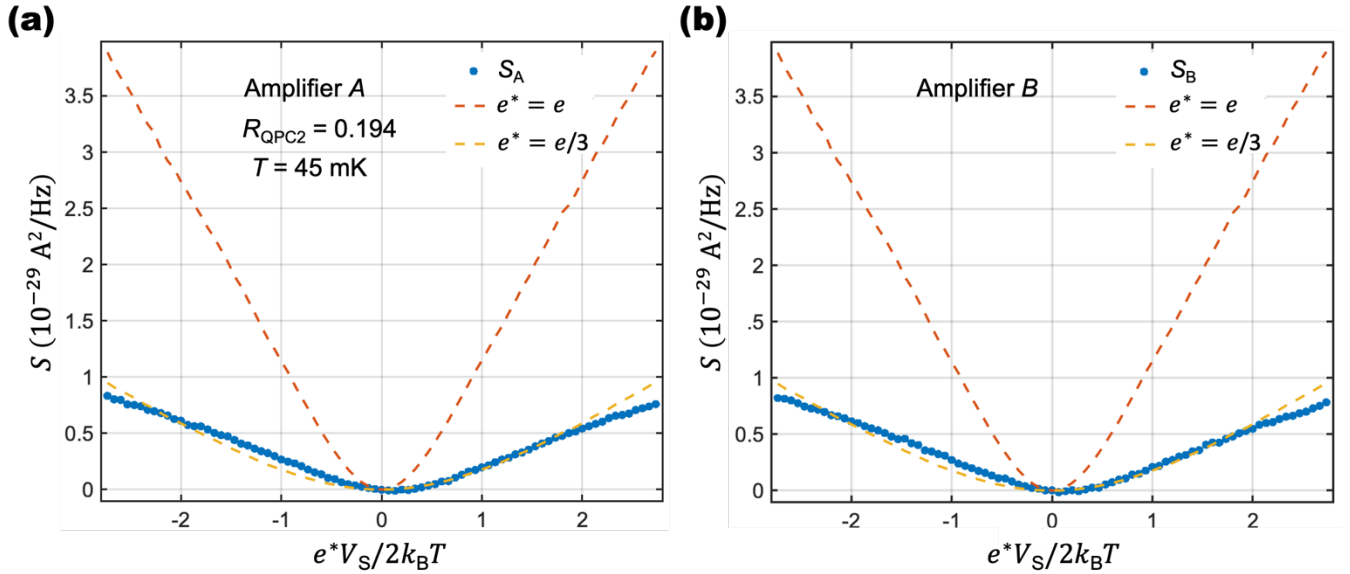 (a)
Amplifier A
R_QPC2 = 0.194
T = 45 mK
S_A
e* = e
e* = e/3
S (10⁻²⁹ A²/Hz)
3.5
3
2.5
2
1.5
1
0.5
0
-2 -1 0 1 2
e*V_S/2k_BT
(b)
Amplifier B
S_B
e* = e
e* = e/3
S (10⁻²⁹ A²/Hz)
3.5
3
2.5
2
.5
1
.5
0
-2 -1 0 1 2
e*V_S/2k_BT